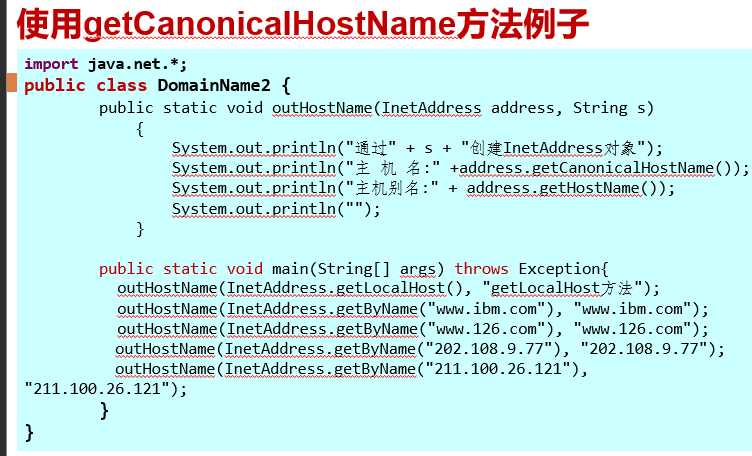 使用getCanonicalHostName方法例子
import java.net.*;
public class DomainName2 {
public static void outHostName(InetAddress address, String s)
{
System.out.println("通过" + s + "创建InetAddress对象");
System.out.println("主 机 名:" +address.getCanonicalHostName());
System.out.println("主机别名:" + address.getHostName());
System.out.println("");
}
public static void main(String[] args) throws Exception{
outHostName(InetAddress.getLocalHost(), "getLocalHost方法");
outHostName(InetAddress.getByName("www.ibm.com"), "www.ibm.com");
outHostName(InetAddress.getByName("www.126.com"), "www.126.com");
outHostName(InetAddress.getByName("202.108.9.77"), "202.108.9.77");
outHostName(InetAddress.getByName("211.100.26.121"),
"211.100.26.121");
}
}